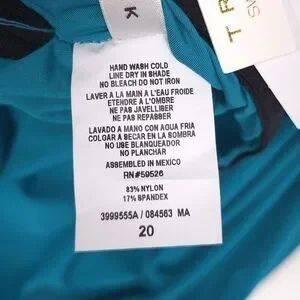 K
TR
SW
HAND WASH COLD
LINE DRY IN SHADE
NO BLEACH DO NOT IRON
LAVER A LA MAIN A L'EAU FROIDE
ETENDRE A L'OMBRE
NE PAS JAVELLISER
NE PAS REPASSER
LAVADO A MANO CON AGUA FRIA
COLGAR A SECAR EN LA SOMBRA
NO USE BLANQUEADOR
NO PLANCHAR
ASSEMBLED IN MEXICO
RN#59526
83% NYLON
17% SPANDEX
3999555A / 084563 MA
20